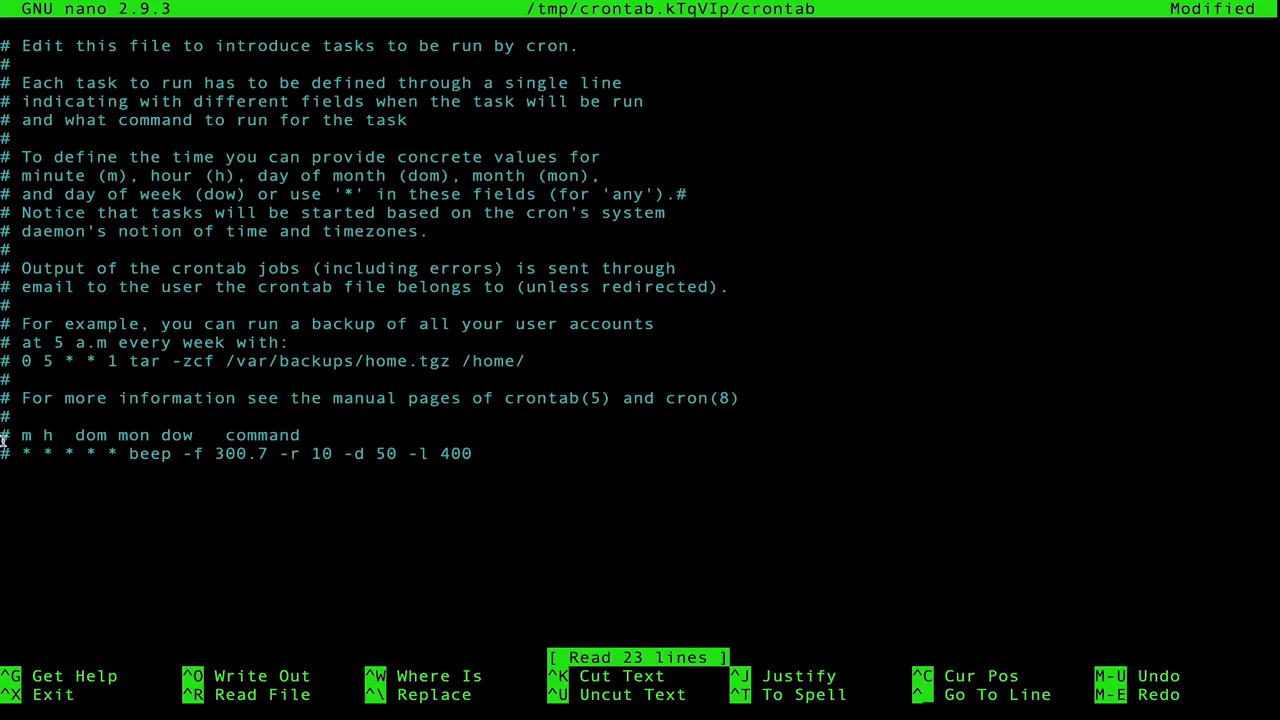 GNU nano 2.9.3 /tmp/crontab.kTqVIp/crontab Modified
# Edit this file to introduce tasks to be run by cron.
#
# Each task to run has to be defined through a single line
# indicating with different fields when the task will be run
# and what command to run for the task
#
# To define the time you can provide concrete values for
# minute (m), hour (h), day of month (dom), month (mon),
# and day of week (dow) or use '*' in these fields (for 'any').#
# Notice that tasks will be started based on the cron's system
# daemon's notion of time and timezones.
#
# Output of the crontab jobs (including errors) is sent through
# email to the user the crontab file belongs to (unless redirected).
#
# For example, you can run a backup of all your user accounts
# at 5 a.m every week with:
# 0 5 * * 1 tar -zcf /var/backups/home.tgz /home/
#
# For more information see the manual pages of crontab(5) and cron(8)
#
# m h  dom mon dow   command
# * * * * * beep -f 300.7 -r 10 -d 50 -l 400
[ Read 23 lines ]
^G Get Help ^O Write Out ^W Where Is ^K Cut Text ^J Justify ^C Cur Pos M-U Undo
^X Exit ^R Read File ^\ Replace ^U Uncut Text ^T To Spell ^_ Go To Line M-E Redo